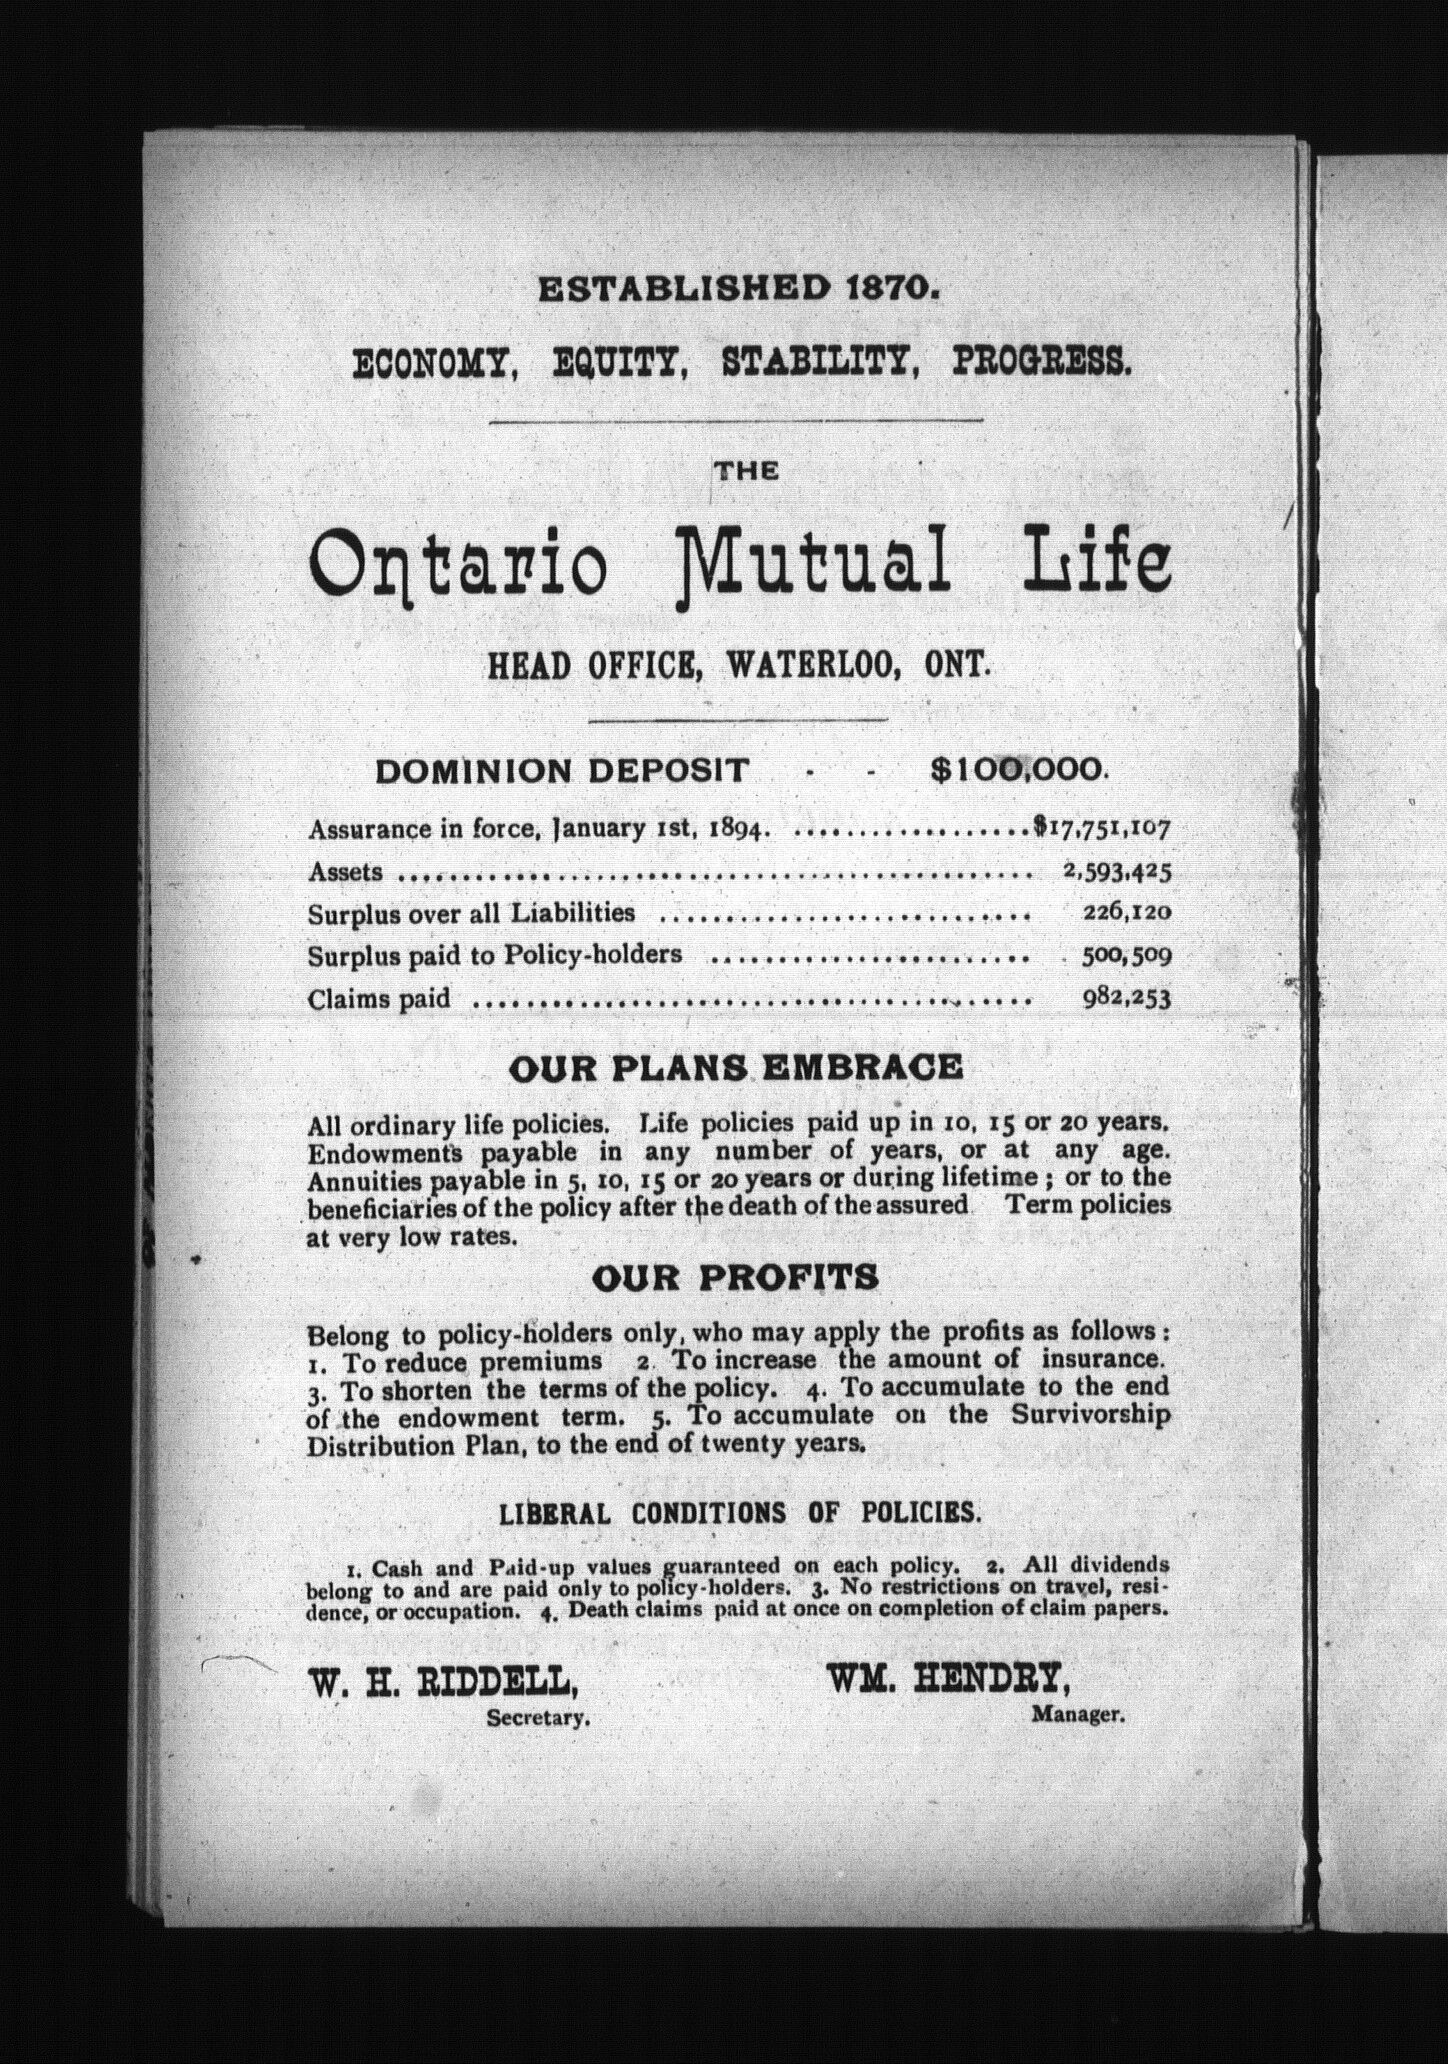 ESTABLISHED 1870.
ECONOMY, EQUITY, STABILITY, PROGRESS.
THE
Ontario Mutual Life
HEAD OFFICE, WATERLOO, ONT.
DOMINION DEPOSIT - - $100,000.
Assurance in force, January 1st, 1894. ..................$17,751,107
Assets ................................................ 2,593,425
Surplus over all Liabilities ............................ 226,120
Surplus paid to Policy-holders ........................ 500,509
Claims paid .......................................... 982,253
OUR PLANS EMBRACE
All ordinary life policies. Life policies paid up in 10, 15 or 20 years.
Endowments payable in any number of years, or at any age.
Annuities payable in 5, 10, 15 or 20 years or during lifetime; or to the
beneficiaries of the policy after the death of the assured Term policies
at very low rates.
OUR PROFITS
Belong to policy-holders only, who may apply the profits as follows:
1. To reduce premiums 2. To increase the amount of insurance.
3. To shorten the terms of the policy. 4. To accumulate to the end
of the endowment term. 5. To accumulate on the Survivorship
Distribution Plan, to the end of twenty years.
LIBERAL CONDITIONS OF POLICIES.
1. Cash and Paid-up values guaranteed on each policy. 2. All dividends
belong to and are paid only to policy-holders. 3. No restrictions on travel, resi-
dence, or occupation. 4. Death claims paid at once on completion of claim papers.
W. H. RIDDELL, WM. HENDRY,
Secretary. Manager.